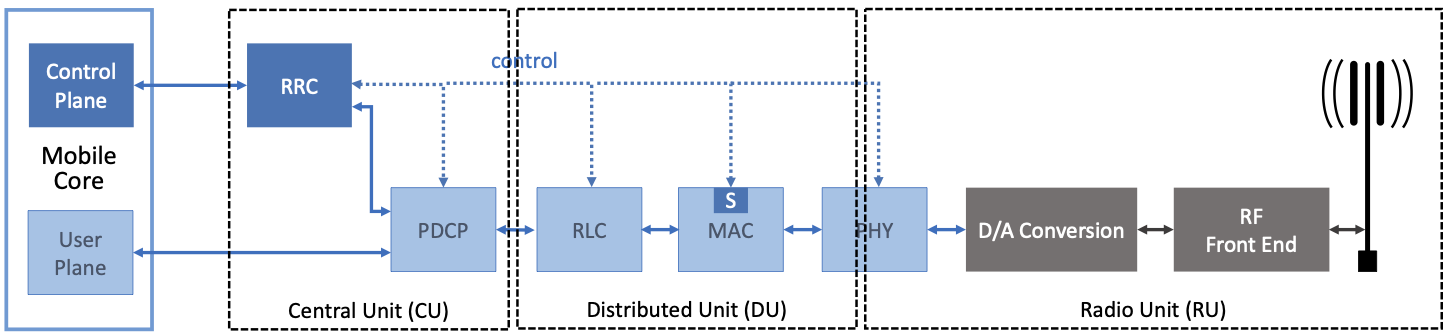 Control
Plane
Mobile
Core
User
Plane
RRC
control
PDCP
RLC
S
MAC
PHY
D/A Conversion
RF
Front End
Central Unit (CU)
Distributed Unit (DU)
Radio Unit (RU)